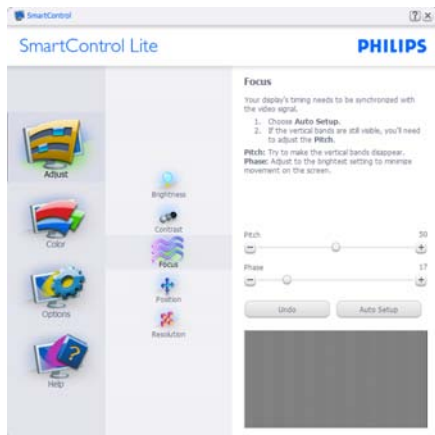 SmartControl
SmartControl Lite
PHILIPS
Adjust
Color
Options
Help
Brightness
Contrast
Focus
Position
Resolution
Focus
Your display's timing needs to be synchronized with
the video signal.
1. Choose Auto Setup.
2. If the vertical bands are still visible, you'll need
to adjust the Pitch.
Pitch: Try to make the vertical bands disappear.
Phase: Adjust to the brightest setting to minimize
movement on the screen.
Pitch 50
Phase 17
Undo Auto Setup